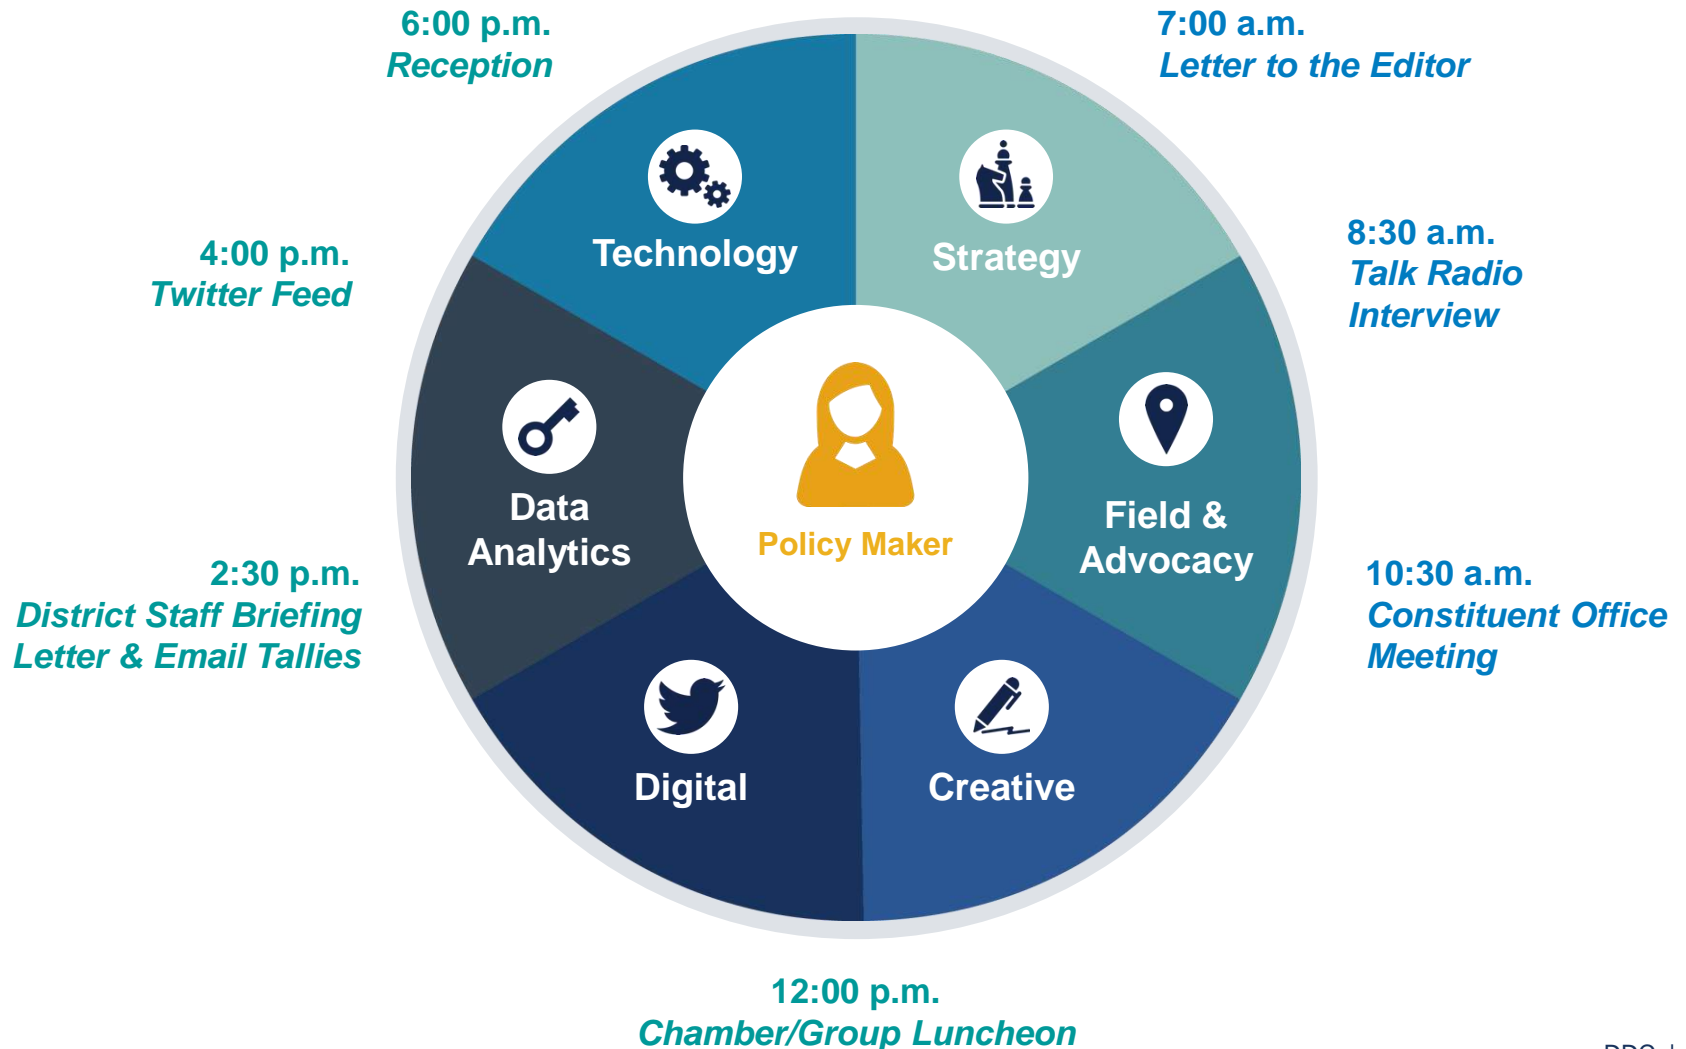 6:00 p.m.
Reception
7:00 a.m.
Letter to the Editor
Technology
Strategy
4:00 p.m.
Twitter Feed
8:30 a.m.
Talk Radio
Interview
Data
Analytics
Policy Maker
Field &
Advocacy
2:30 p.m.
District Staff Briefing
Letter & Email Tallies
10:30 a.m.
Constituent Office
Meeting
Digital
Creative
12:00 p.m.
Chamber/Group Luncheon